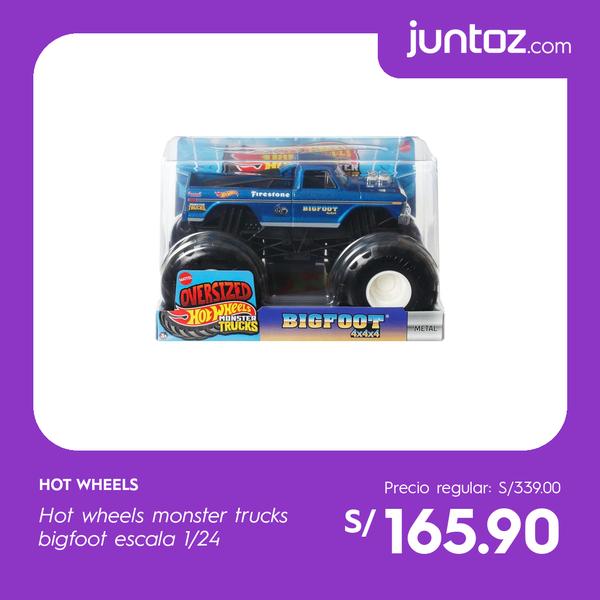 juntoz.com
Firestone
BIGFOOT
MATTEL
OVERSIZED
Hot Wheels
MONSTER
TRUCKS
BIGFOOT
4x4x4
METAL
HOT WHEELS
Hot wheels monster trucks
bigfoot escala 1/24
Precio regular: S/339.00
S/165.90